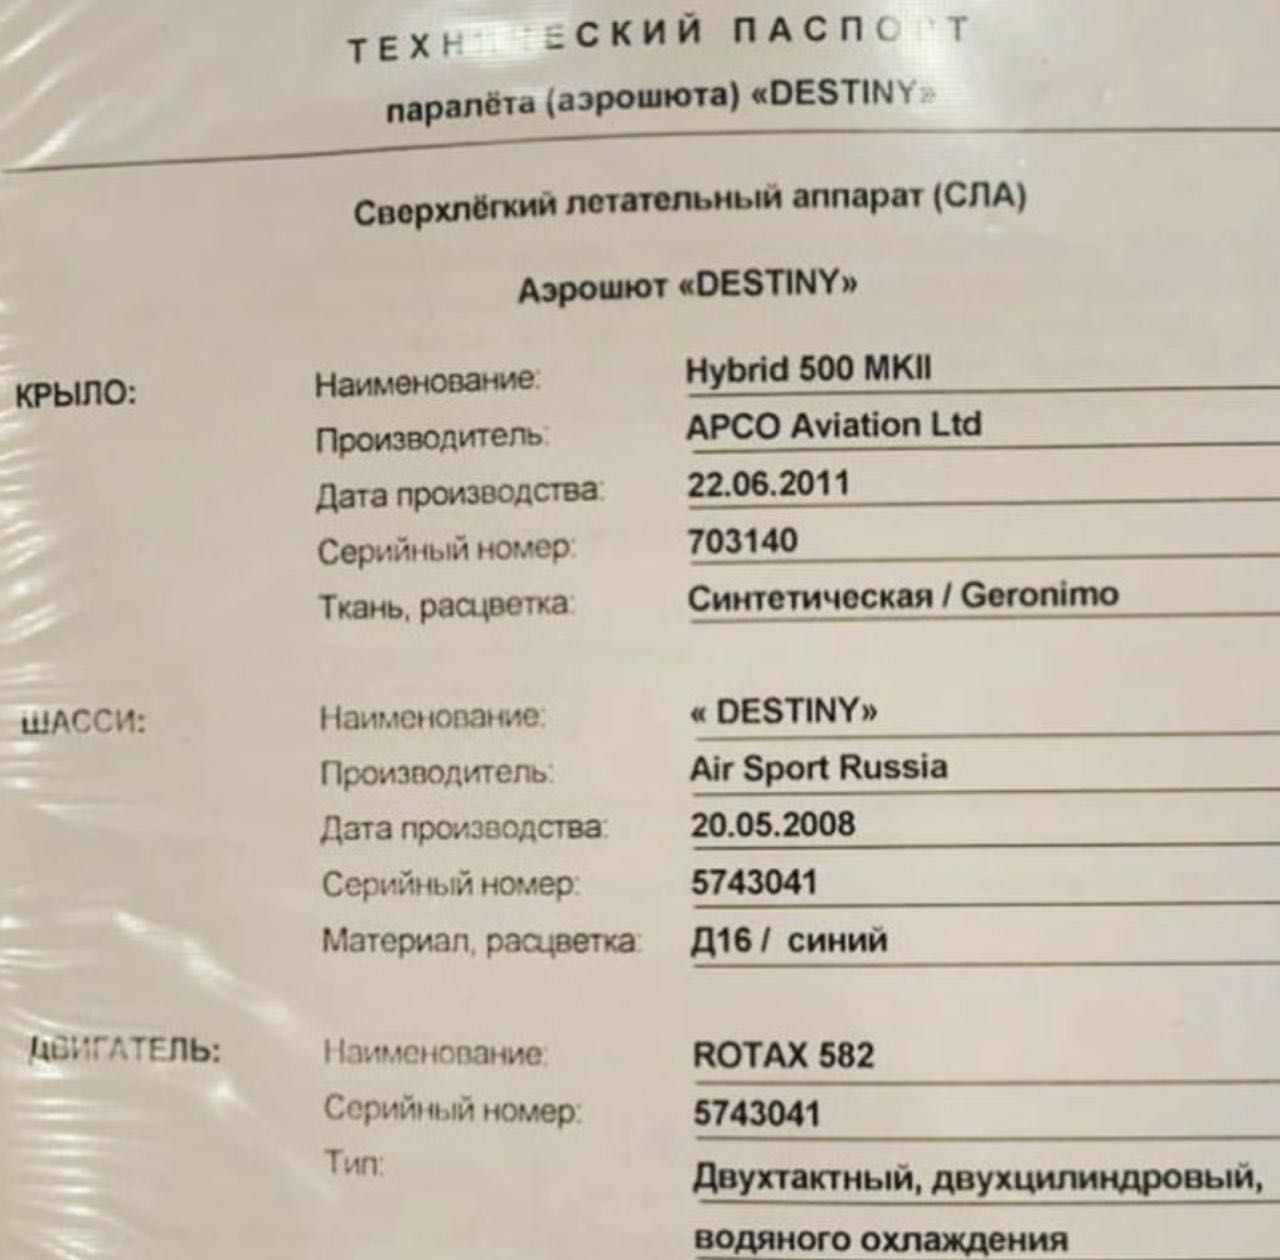 ТЕХНИЧЕСКИЙ ПАСПОРТ
паралёта (аэрошюта) «DESTINY»
Сверхлёгкий летательный аппарат (СЛА)
Аэрошют «DESTINY»
КРЫЛО: Наименование: Hybrid 500 MKII
Производитель: APCO Aviation Ltd
Дата производства: 22.06.2011
Серийный номер: 703140
Ткань, расцветка: Синтетическая / Geronimo
ШАССИ: Наименование: « DESTINY»
Производитель: Air Sport Russia
Дата производства: 20.05.2008
Серийный номер: 5743041
Материал, расцветка: Д16 / синий
ДВИГАТЕЛЬ: Наименование: ROTAX 582
Серийный номер: 5743041
Тип: Двухтактный, двухцилиндровый,
водяного охлаждения